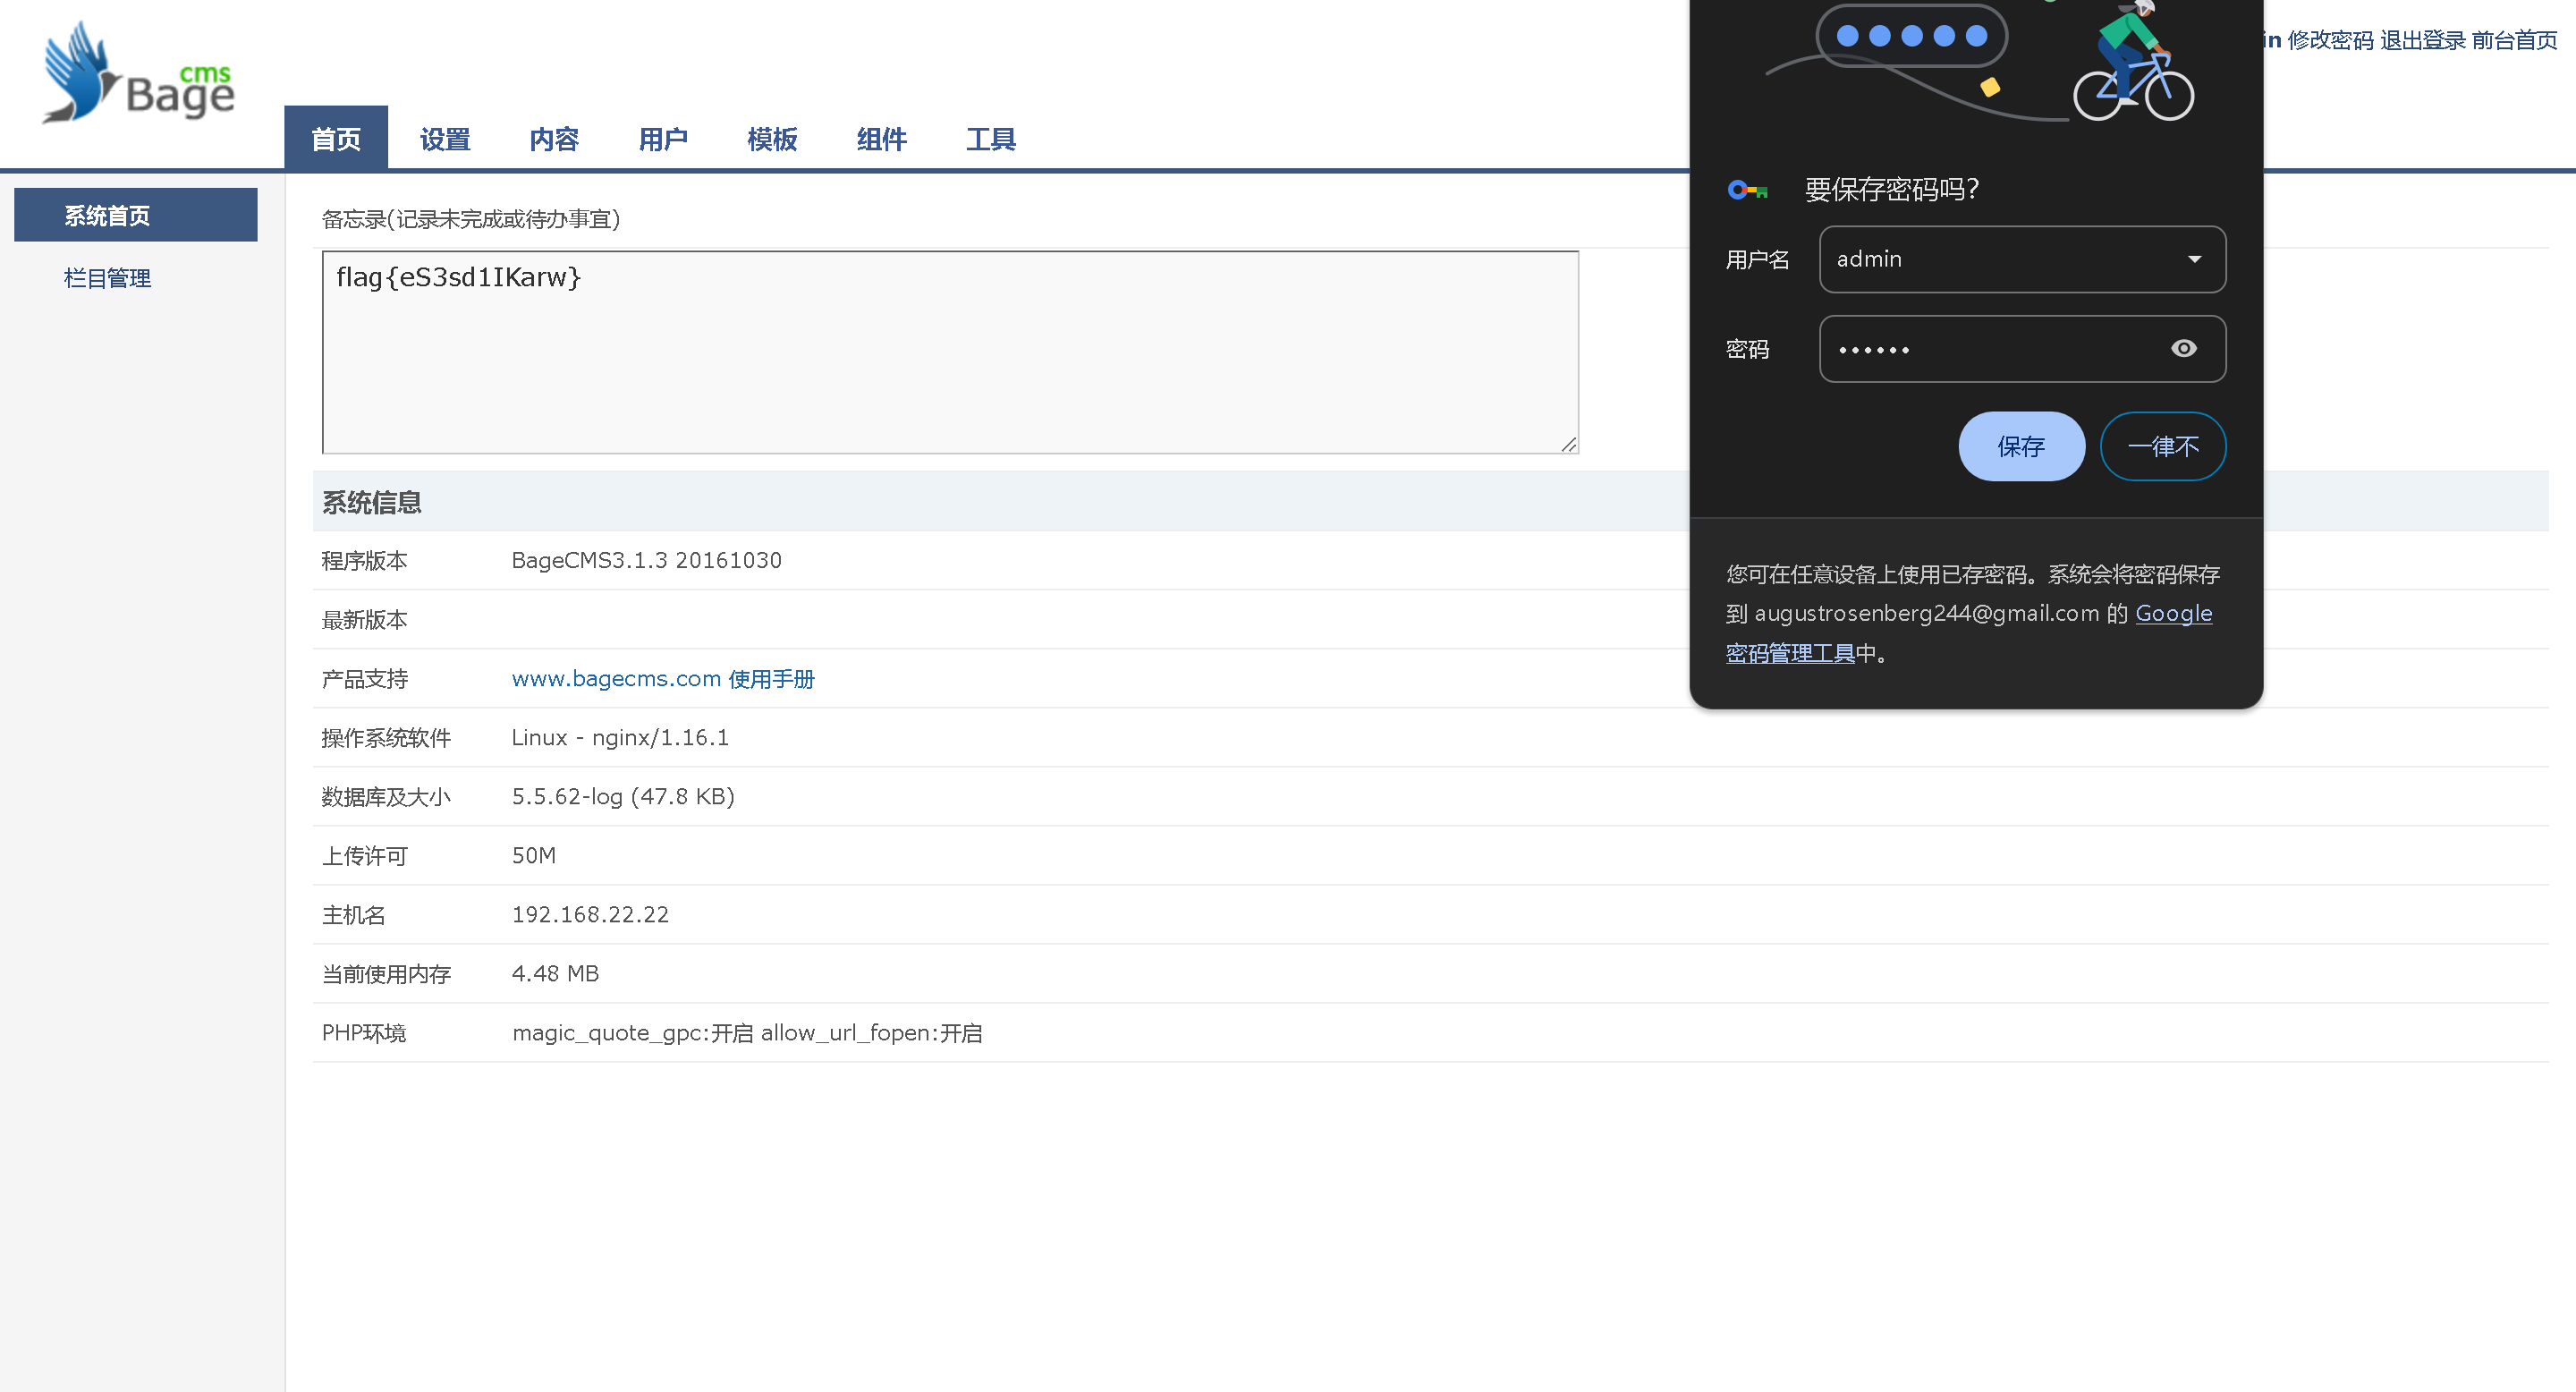 Bage cms
in 修改密码 退出登录 前台首页
首页 设置 内容 用户 模板 组件 工具
系统首页
栏目管理
备忘录(记录未完成或待办事宜)
flag{eS3sd1IKarw}
系统信息
程序版本 BageCMS3.1.3 20161030
最新版本
产品支持 www.bagecms.com 使用手册
操作系统软件 Linux - nginx/1.16.1
数据库及大小 5.5.62-log (47.8 KB)
上传许可 50M
主机名 192.168.22.22
当前使用内存 4.48 MB
PHP环境 magic_quote_gpc:开启 allow_url_fopen:开启
要保存密码吗?
用户名 admin
密码 ••••••
保存 一律不
您可在任意设备上使用已存密码。系统会将密码保存
到 augustrosenberg244@gmail.com 的 Google
密码管理工具中。